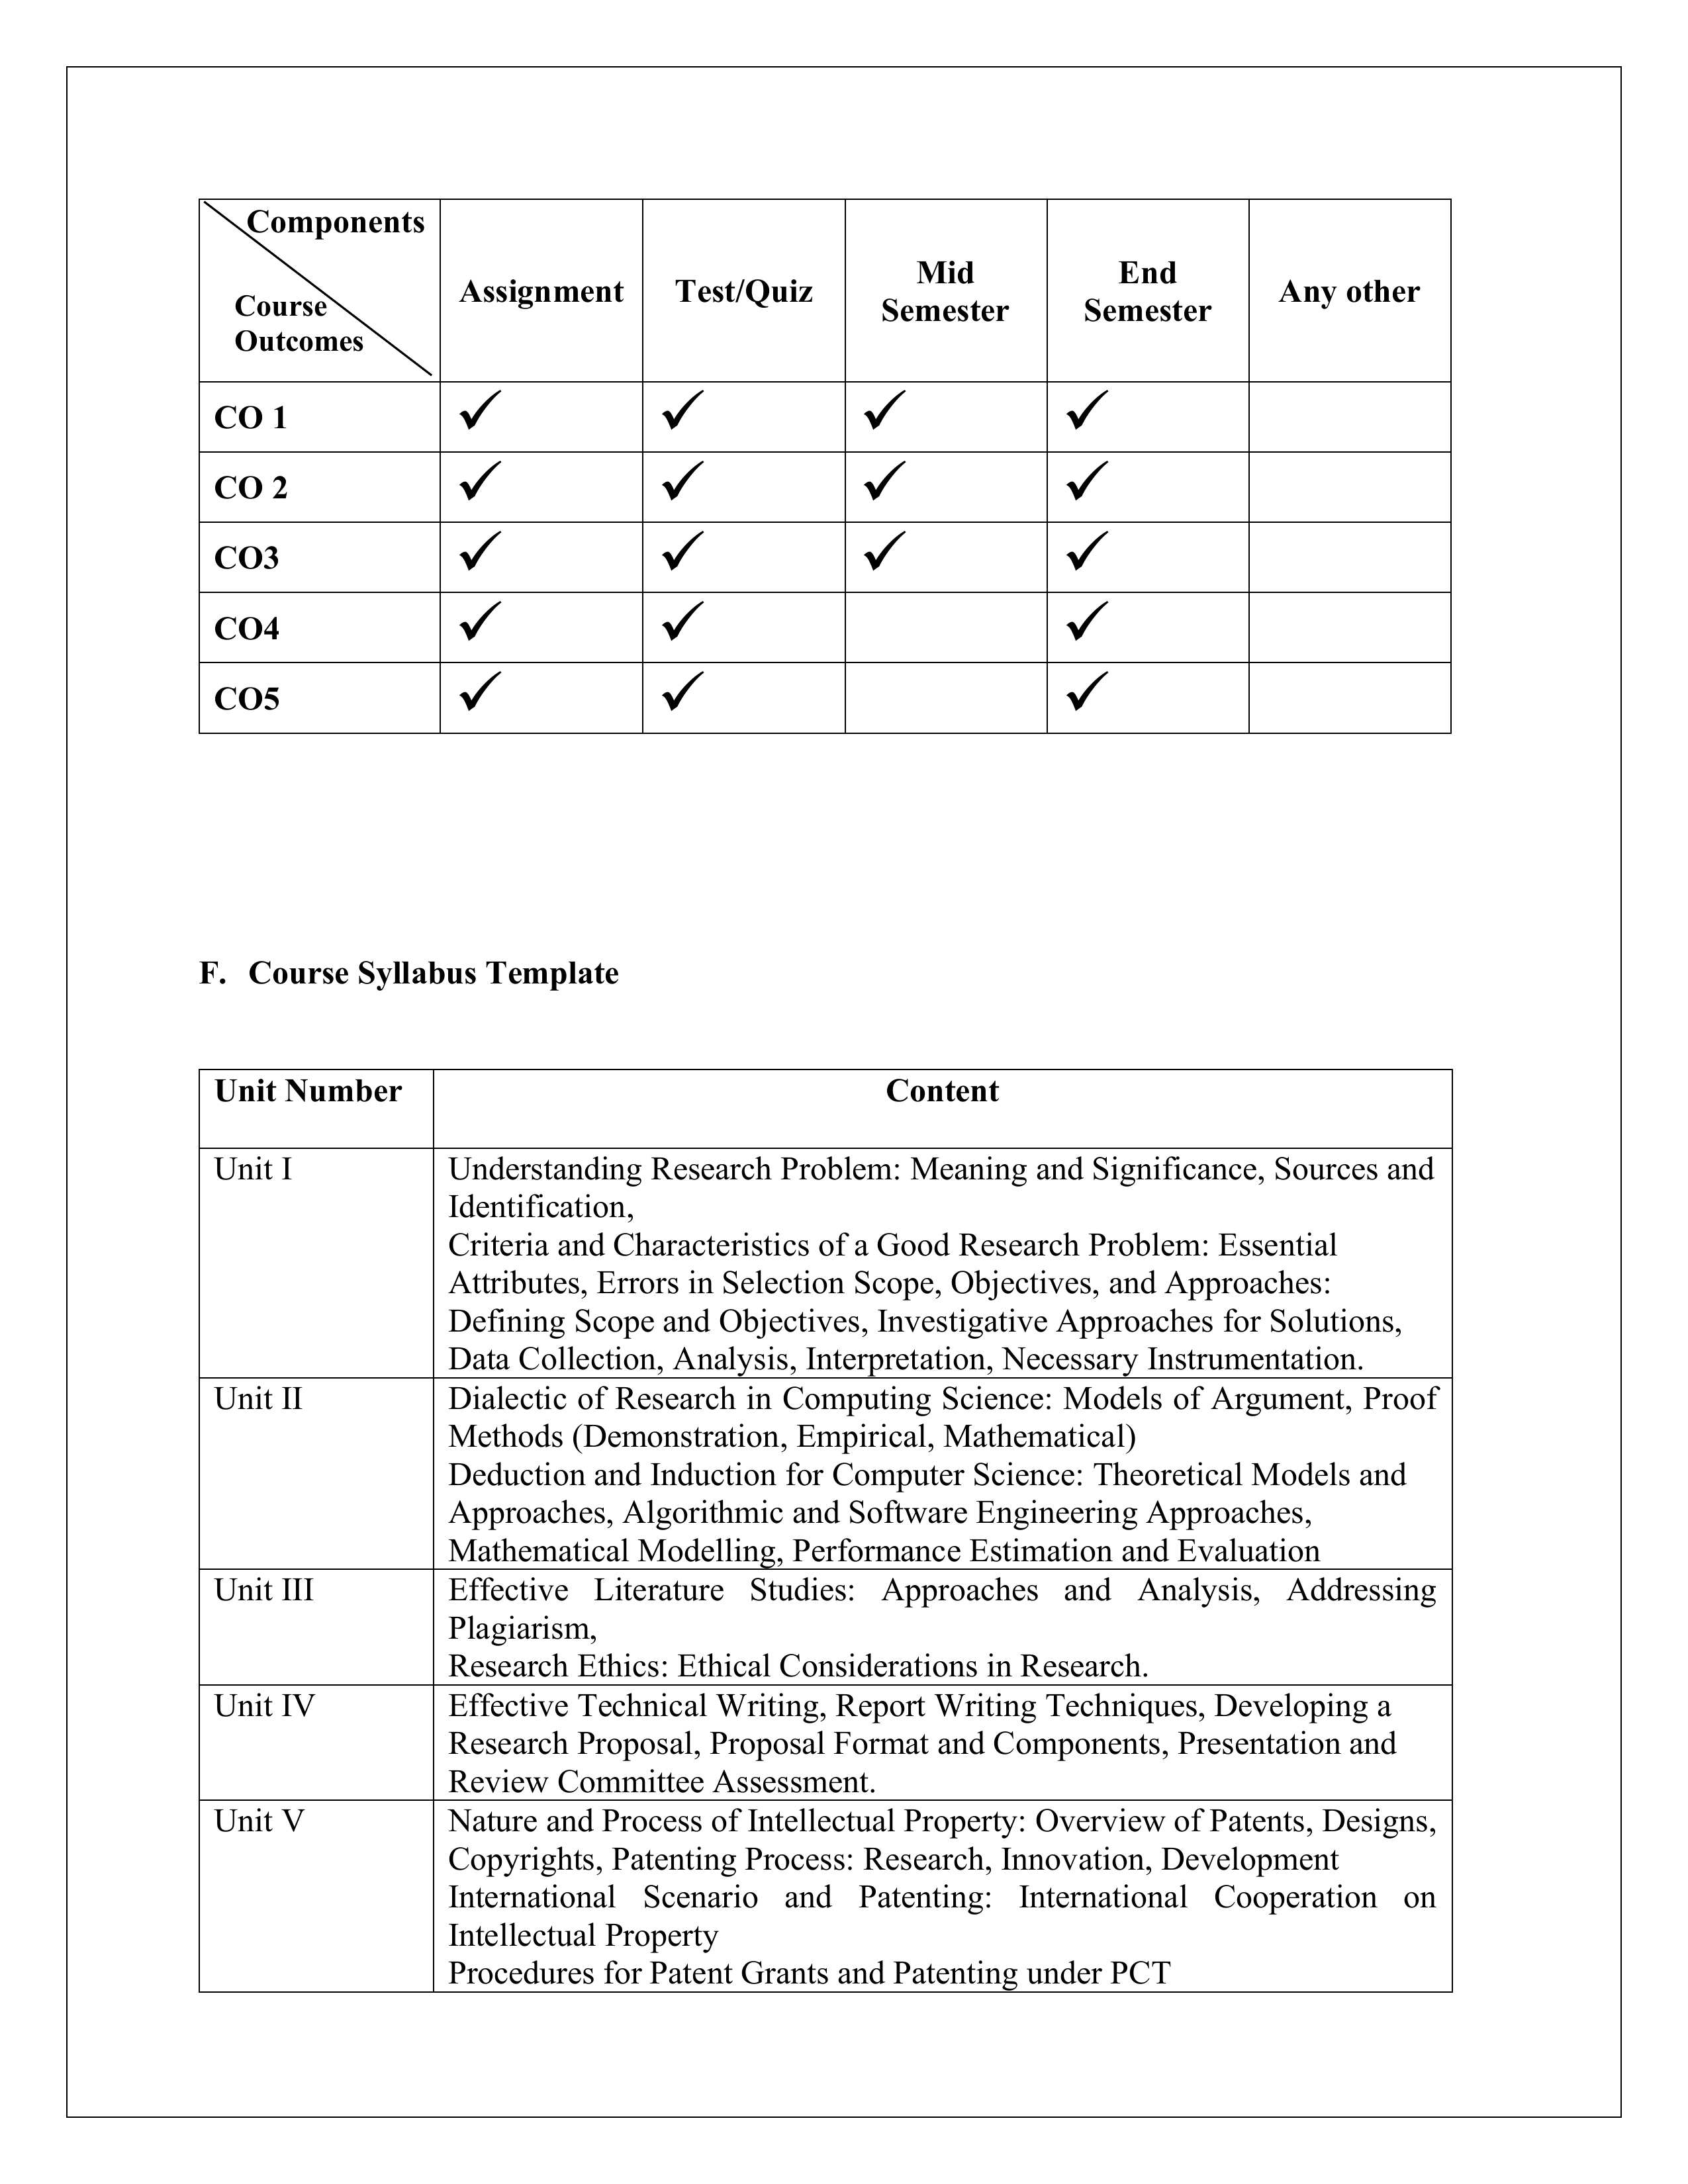 Components
Course
Outcomes
Assignment
Test/Quiz
Mid
Semester
End
Semester
Any other
CO 1 ✓ ✓ ✓ ✓
CO 2 ✓ ✓ ✓ ✓
CO3 ✓ ✓ ✓ ✓
CO4 ✓ ✓ ✓
CO5 ✓ ✓ ✓
F. Course Syllabus Template
Unit Number
Content
Unit I
Understanding Research Problem: Meaning and Significance, Sources and
Identification,
Criteria and Characteristics of a Good Research Problem: Essential
Attributes, Errors in Selection Scope, Objectives, and Approaches:
Defining Scope and Objectives, Investigative Approaches for Solutions,
Data Collection, Analysis, Interpretation, Necessary Instrumentation.
Unit II
Dialectic of Research in Computing Science: Models of Argument, Proof
Methods (Demonstration, Empirical, Mathematical)
Deduction and Induction for Computer Science: Theoretical Models and
Approaches, Algorithmic and Software Engineering Approaches,
Mathematical Modelling, Performance Estimation and Evaluation
Unit III
Effective Literature Studies: Approaches and Analysis, Addressing
Plagiarism,
Research Ethics: Ethical Considerations in Research.
Unit IV
Effective Technical Writing, Report Writing Techniques, Developing a
Research Proposal, Proposal Format and Components, Presentation and
Review Committee Assessment.
Unit V
Nature and Process of Intellectual Property: Overview of Patents, Designs,
Copyrights, Patenting Process: Research, Innovation, Development
International Scenario and Patenting: International Cooperation on
Intellectual Property
Procedures for Patent Grants and Patenting under PCT